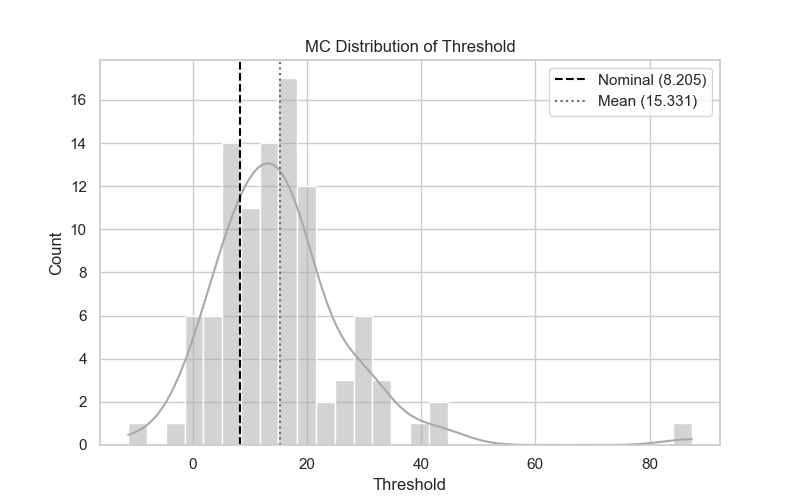 MC Distribution of Threshold
Nominal (8.205)
Mean (15.331)
16
14
12
10
8
6
4
2
0
Count
0 20 40 60 80
Threshold